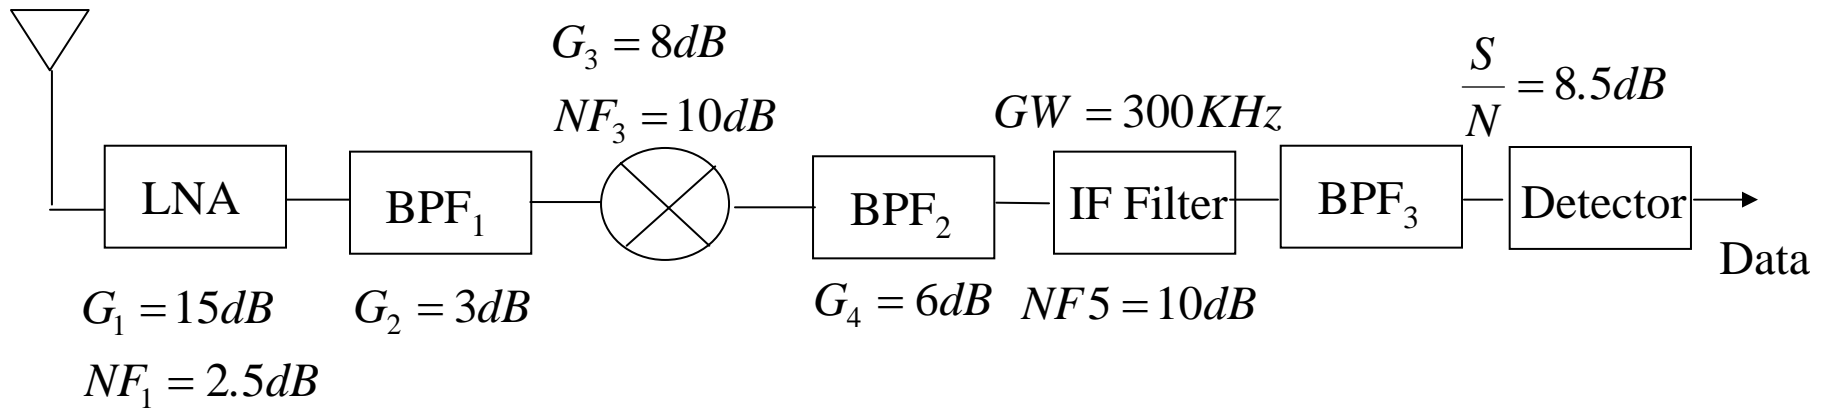 G₃ = 8dB
NF₃ = 10dB
GW = 300KHz
S/N = 8.5dB
LNA
BPF₁
BPF₂
IF Filter
BPF₃
Detector
Data
G₁ = 15dB
G₂ = 3dB
G₄ = 6dB
NF5 = 10dB
NF₁ = 2.5dB